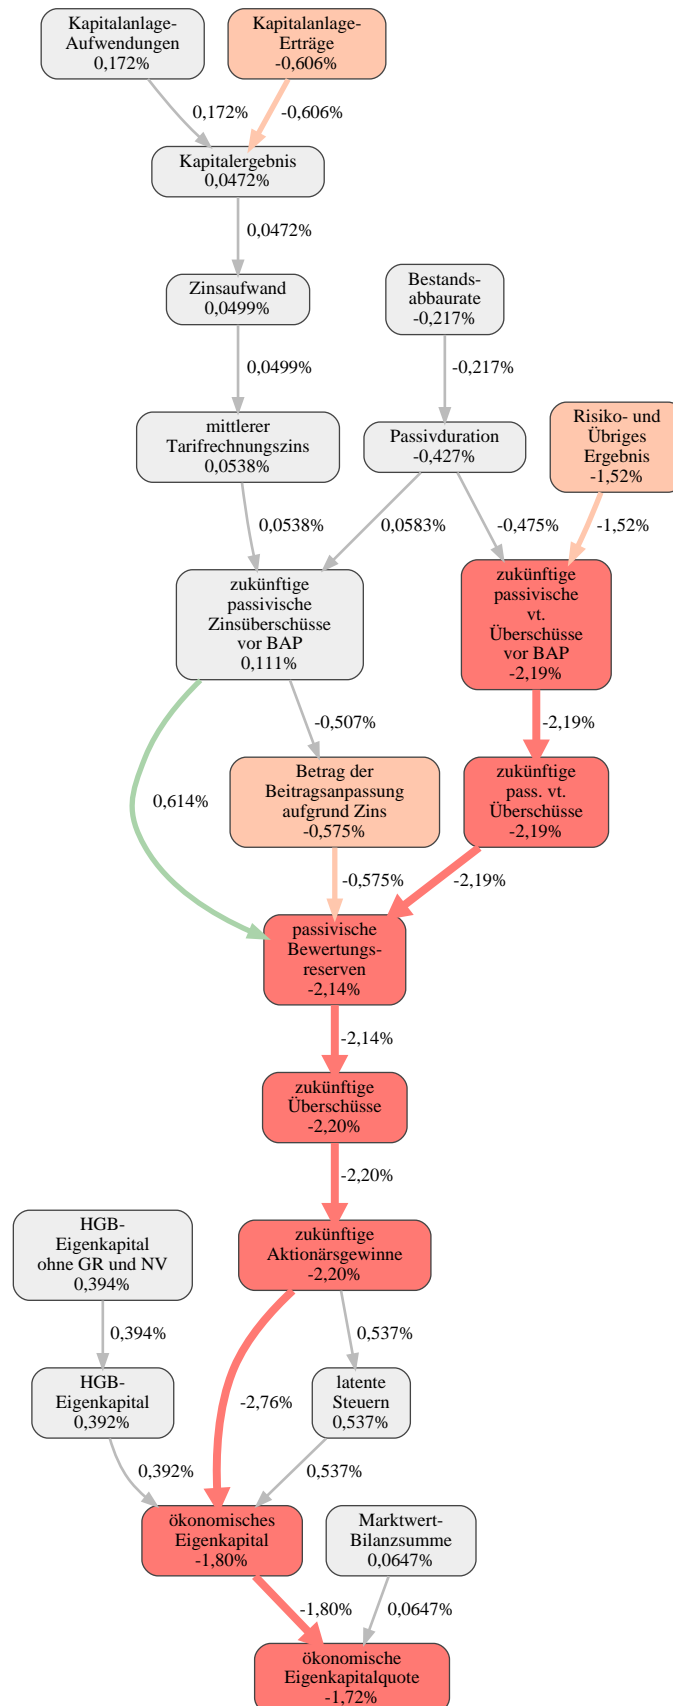 Kapitalanlage-
Aufwendungen
0,172%
Kapitalanlage-
Erträge
-0,606%
0,172%
-0,606%
Kapitalergebnis
0,0472%
0,0472%
Zinsaufwand
0,0499%
Bestands-
abbaurate
-0,217%
0,0499%
-0,217%
mittlerer
Tarifrechnungszins
0,0538%
Passivduration
-0,427%
Risiko- und
Übriges
Ergebnis
-1,52%
0,0538%
0,0583%
-0,475%
-1,52%
zukünftige
passivische
Zinsüberschüsse
vor BAP
0,111%
zukünftige
passivische
vt.
Überschüsse
vor BAP
-2,19%
-0,507%
-2,19%
0,614%
Betrag der
Beitragsanpassung
aufgrund Zins
-0,575%
zukünftige
pass. vt.
Überschüsse
-2,19%
-0,575%
-2,19%
passivische
Bewertungs-
reserven
-2,14%
-2,14%
zukünftige
Überschüsse
-2,20%
-2,20%
HGB-
Eigenkapital
ohne GR und NV
0,394%
zukünftige
Aktionärsgewinne
-2,20%
0,394%
0,537%
HGB-
Eigenkapital
0,392%
-2,76%
latente
Steuern
0,537%
0,392%
0,537%
ökonomisches
Eigenkapital
-1,80%
Marktwert-
Bilanzsumme
0,0647%
-1,80%
0,0647%
ökonomische
Eigenkapitalquote
-1,72%